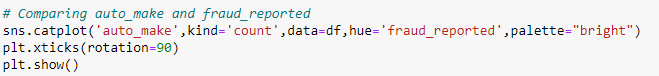 # Comparing auto_make and fraud_reported
sns.catplot('auto_make',kind='count',data=df,hue='fraud_reported',palette="bright")
plt.xticks(rotation=90)
plt.show()